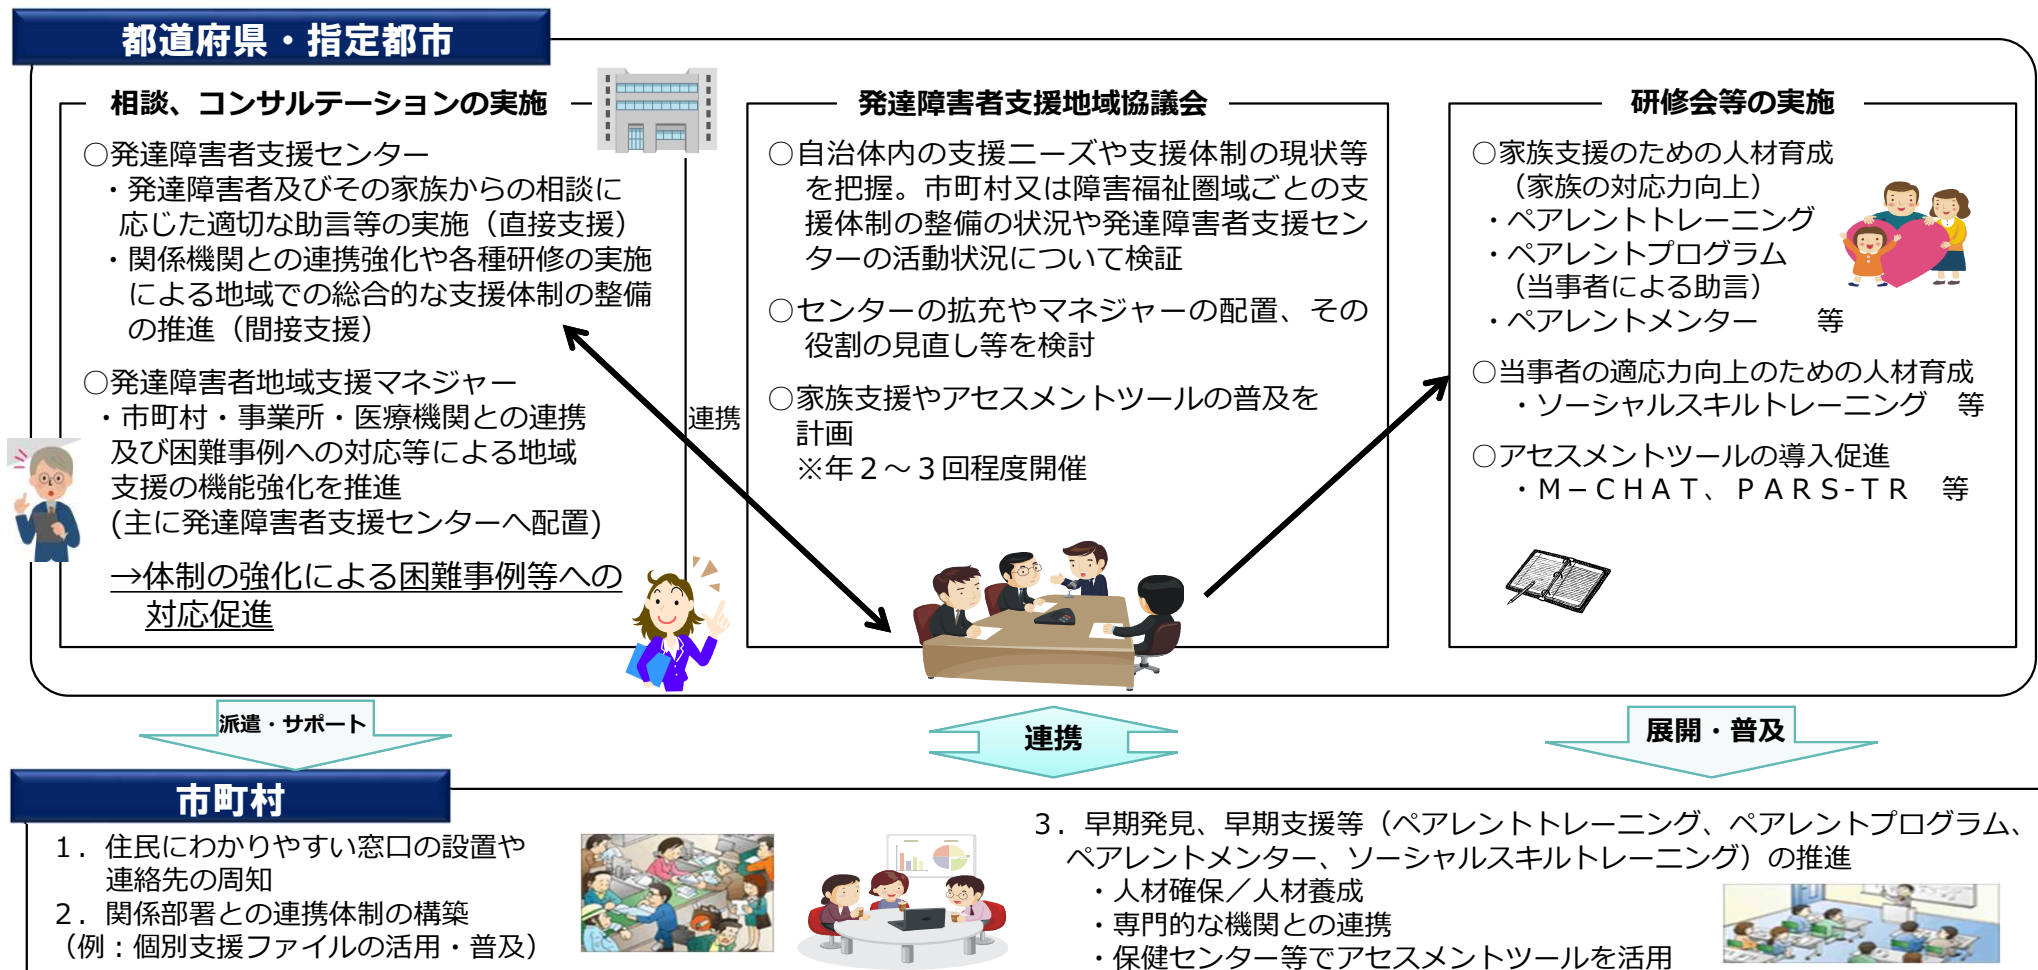 都道府県・指定都市
相談、コンサルテーションの実施
○発達障害者支援センター
・発達障害者及びその家族からの相談に
応じた適切な助言等の実施（直接支援）
・関係機関との連携強化や各種研修の実施
による地域での総合的な支援体制の整備
の推進（間接支援）
○発達障害者地域支援マネジャー
・市町村・事業所・医療機関との連携
及び困難事例への対応等による地域
支援の機能強化を推進
(主に発達障害者支援センターへ配置)
→体制の強化による困難事例等への
対応促進
連携
発達障害者支援地域協議会
○自治体内の支援ニーズや支援体制の現状等
を把握。市町村又は障害福祉圏域ごとの支
援体制の整備の状況や発達障害者支援セン
ターの活動状況について検証
○センターの拡充やマネジャーの配置、その
役割の見直し等を検討
○家族支援やアセスメントツールの普及を
計画
※年２～３回程度開催
研修会等の実施
○家族支援のための人材育成
（家族の対応力向上）
・ペアレントトレーニング
・ペアレントプログラム
（当事者による助言）
・ペアレントメンター　　等
○当事者の適応力向上のための人材育成
・ソーシャルスキルトレーニング　等
○アセスメントツールの導入促進
・Ｍ－ＣＨＡＴ、ＰＡＲＳ-ＴＲ　等
派遣・サポート
連携
展開・普及
市町村
１．住民にわかりやすい窓口の設置や
連絡先の周知
２．関係部署との連携体制の構築
（例：個別支援ファイルの活用・普及）
３．早期発見、早期支援等（ペアレントトレーニング、ペアレントプログラム、
ペアレントメンター、ソーシャルスキルトレーニング）の推進
・人材確保／人材養成
・専門的な機関との連携
・保健センター等でアセスメントツールを活用